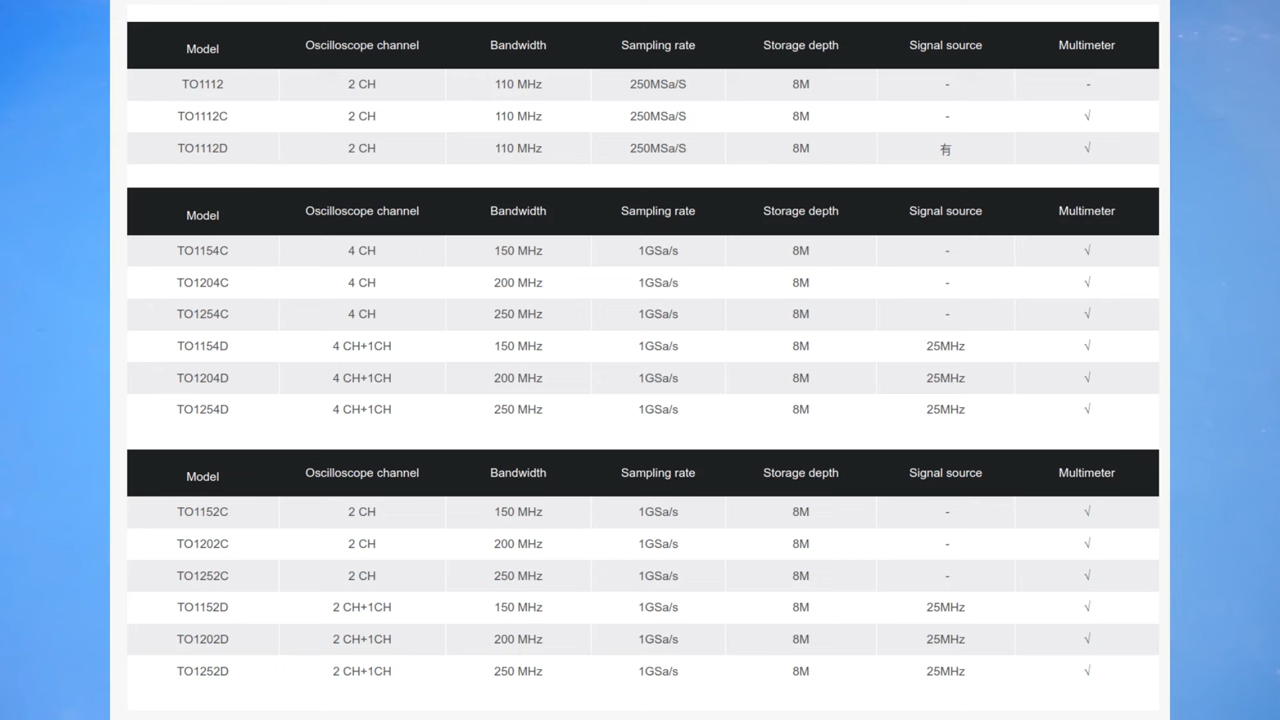 Model Oscilloscope channel Bandwidth Sampling rate Storage depth Signal source Multimeter
TO1112 2 CH 110 MHz 250MSa/S 8M - -
TO1112C 2 CH 110 MHz 250MSa/S 8M - √
TO1112D 2 CH 110 MHz 250MSa/S 8M 有 √
Model Oscilloscope channel Bandwidth Sampling rate Storage depth Signal source Multimeter
TO1154C 4 CH 150 MHz 1GSa/s 8M - √
TO1204C 4 CH 200 MHz 1GSa/s 8M - √
TO1254C 4 CH 250 MHz 1GSa/s 8M - √
TO1154D 4 CH+1CH 150 MHz 1GSa/s 8M 25MHz √
TO1204D 4 CH+1CH 200 MHz 1GSa/s 8M 25MHz √
TO1254D 4 CH+1CH 250 MHz 1GSa/s 8M 25MHz √
Model Oscilloscope channel Bandwidth Sampling rate Storage depth Signal source Multimeter
TO1152C 2 CH 150 MHz 1GSa/s 8M - √
TO1202C 2 CH 200 MHz 1GSa/s 8M - √
TO1252C 2 CH 250 MHz 1GSa/s 8M - √
TO1152D 2 CH+1CH 150 MHz 1GSa/s 8M 25MHz √
TO1202D 2 CH+1CH 200 MHz 1GSa/s 8M 25MHz √
TO1252D 2 CH+1CH 250 MHz 1GSa/s 8M 25MHz √